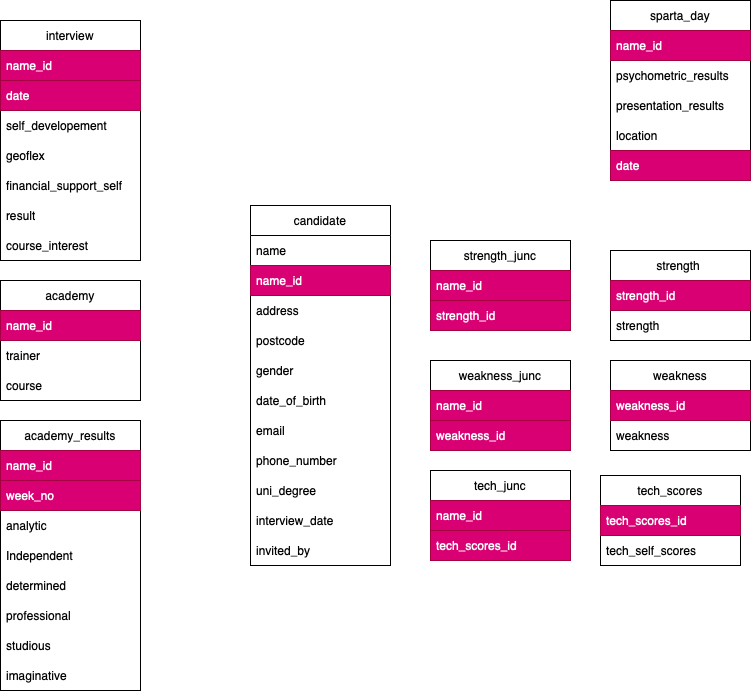 interview
name_id
date
self_developement
geoflex
financial_support_self
result
course_interest
academy
name_id
trainer
course
academy_results
name_id
week_no
analytic
Independent
determined
professional
studious
imaginative
candidate
name
name_id
address
postcode
gender
date_of_birth
email
phone_number
uni_degree
interview_date
invited_by
strength_junc
name_id
strength_id
weakness_junc
name_id
weakness_id
tech_junc
name_id
tech_scores_id
sparta_day
name_id
psychometric_results
presentation_results
location
date
strength
strength_id
strength
weakness
weakness_id
weakness
tech_scores
tech_scores_id
tech_self_scores